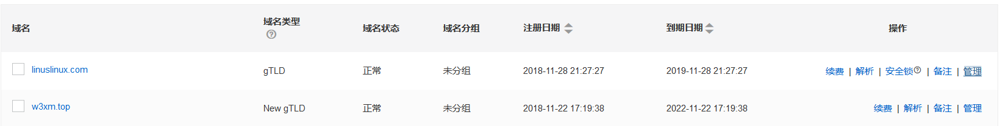 域名 域名类型 域名状态 域名分组 注册日期 到期日期 操作
linuslinux.com gTLD 正常 未分组 2018-11-28 21:27:27 2019-11-28 21:27:27 续费 | 解析 | 安全锁 | 备注 | 管理
w3xm.top New gTLD 正常 未分组 2018-11-22 17:19:38 2022-11-22 17:19:38 续费 | 解析 | 备注 | 管理